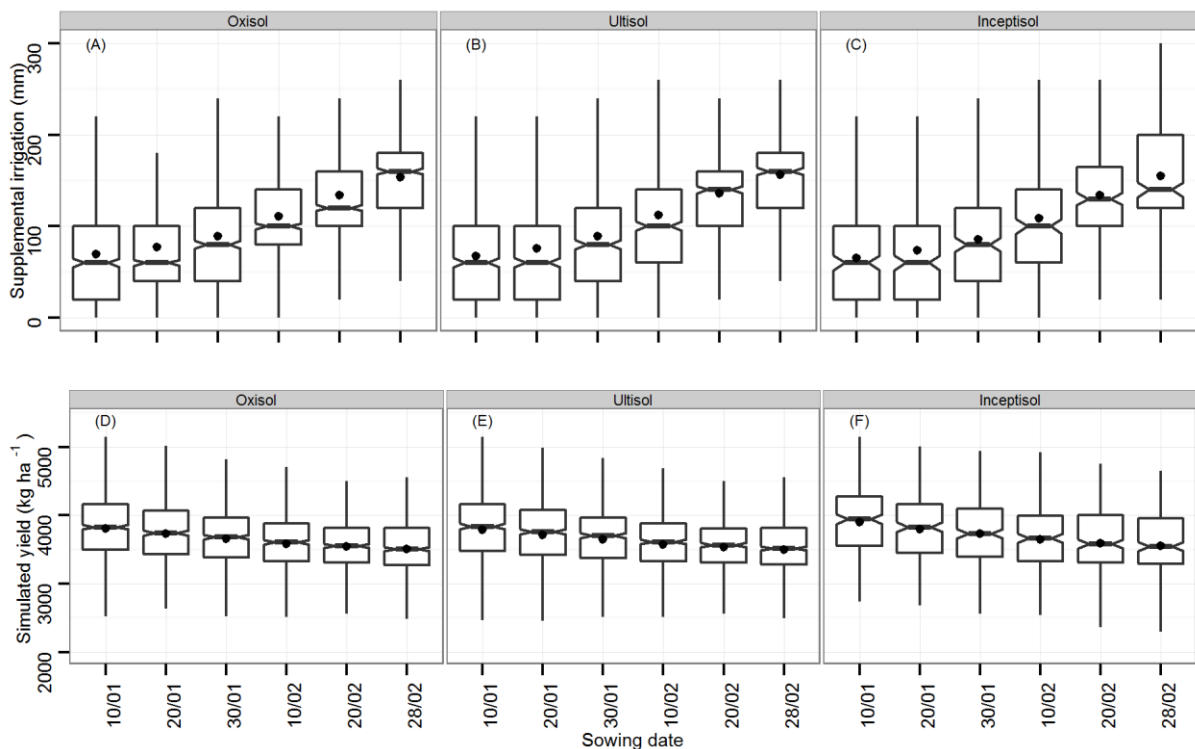 Oxisol
Ultisol
Inceptisol
(A)
(B)
(C)
Supplemental irrigation (mm)
300
200
100
0
Oxisol
Ultisol
Inceptisol
(D)
(E)
(F)
Simulated yield (kg ha⁻¹)
5000
4000
3000
2000
10/01
20/01
30/01
10/02
20/02
28/02
10/01
20/01
30/01
10/02
20/02
28/02
10/01
20/01
30/01
10/02
20/02
28/02
Sowing date